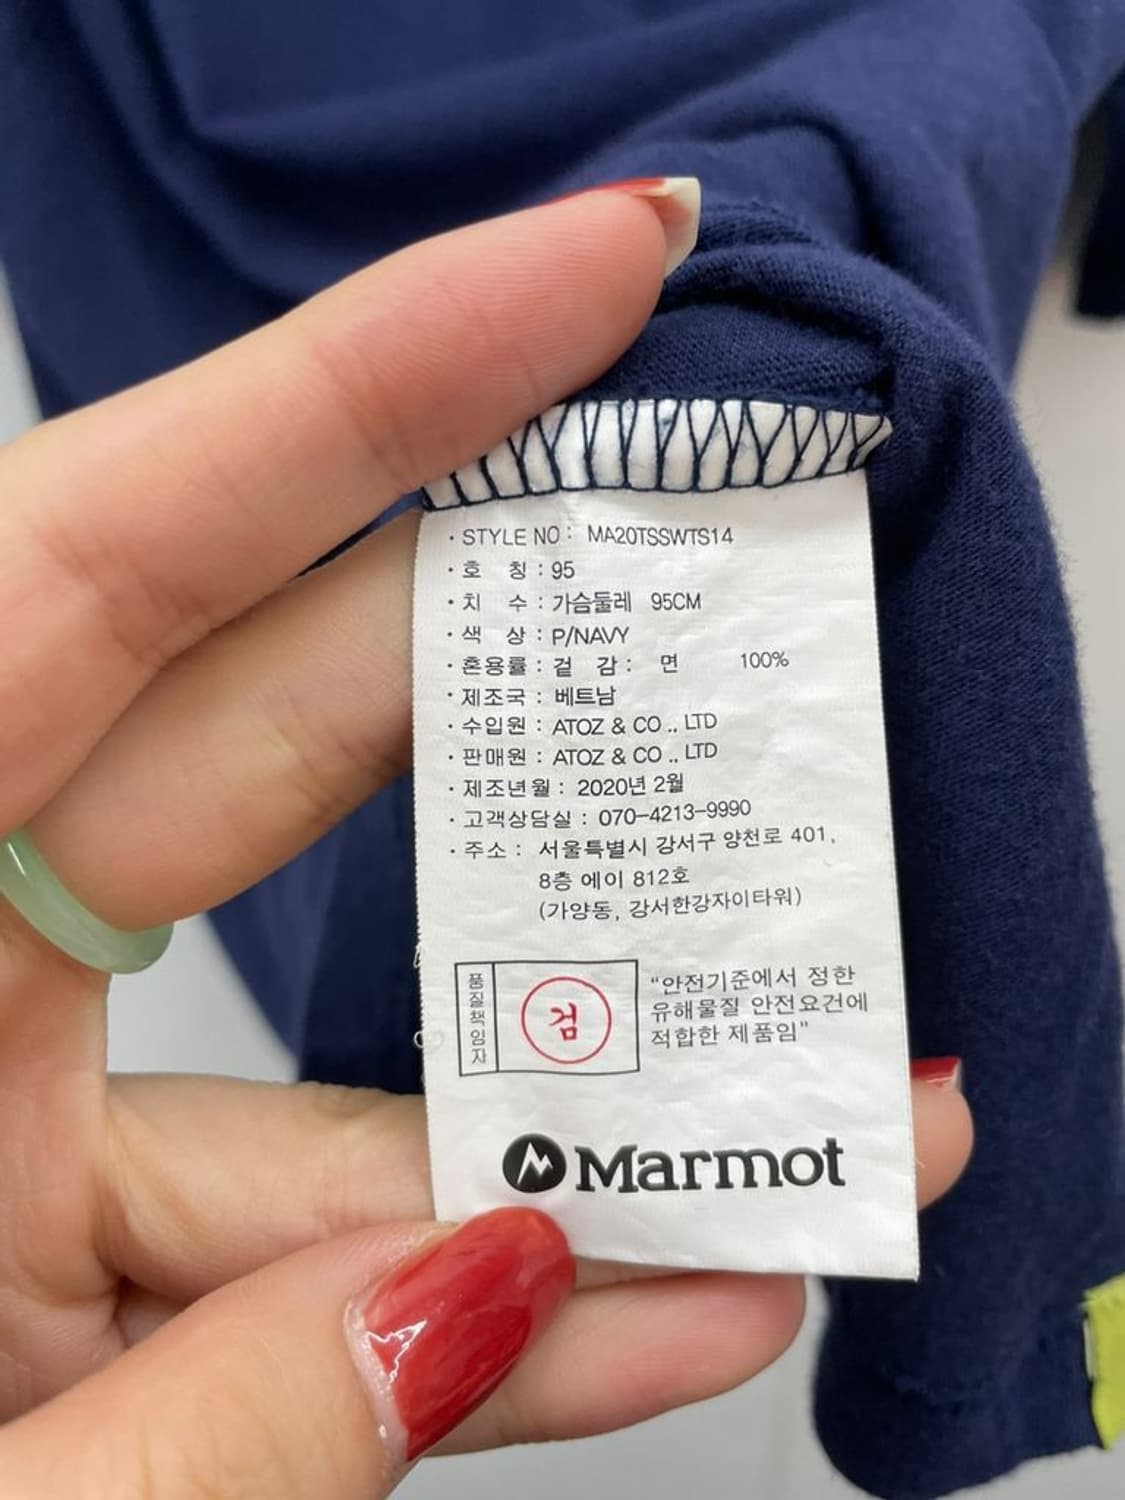 · STYLE NO : MA20TSSWTS14
· 호 칭 : 95
· 치 수 : 가슴둘레 95CM
· 색 상 : P/NAVY
· 혼용률 : 겉 감 : 면 100%
· 제조국 : 베트남
· 수입원 : ATOZ & CO ., LTD
· 판매원 : ATOZ & CO ., LTD
· 제조년월 : 2020년 2월
· 고객상담실 : 070-4213-9990
· 주소 : 서울특별시 강서구 양천로 401,
8층 에이 812호
(가양동, 강서한강자이타워)
품질책임자
검
“안전기준에서 정한
유해물질 안전요건에
적합한 제품임”
Marmot